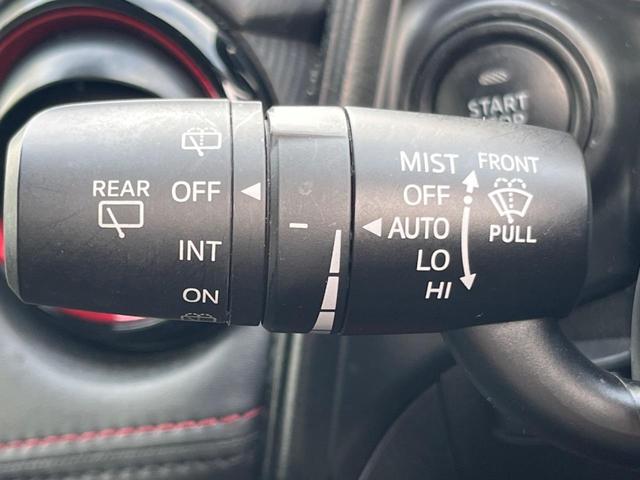 REAR
OFF
INT
ON
MIST
OFF
AUTO
LO
HI
FRONT
PULL
START